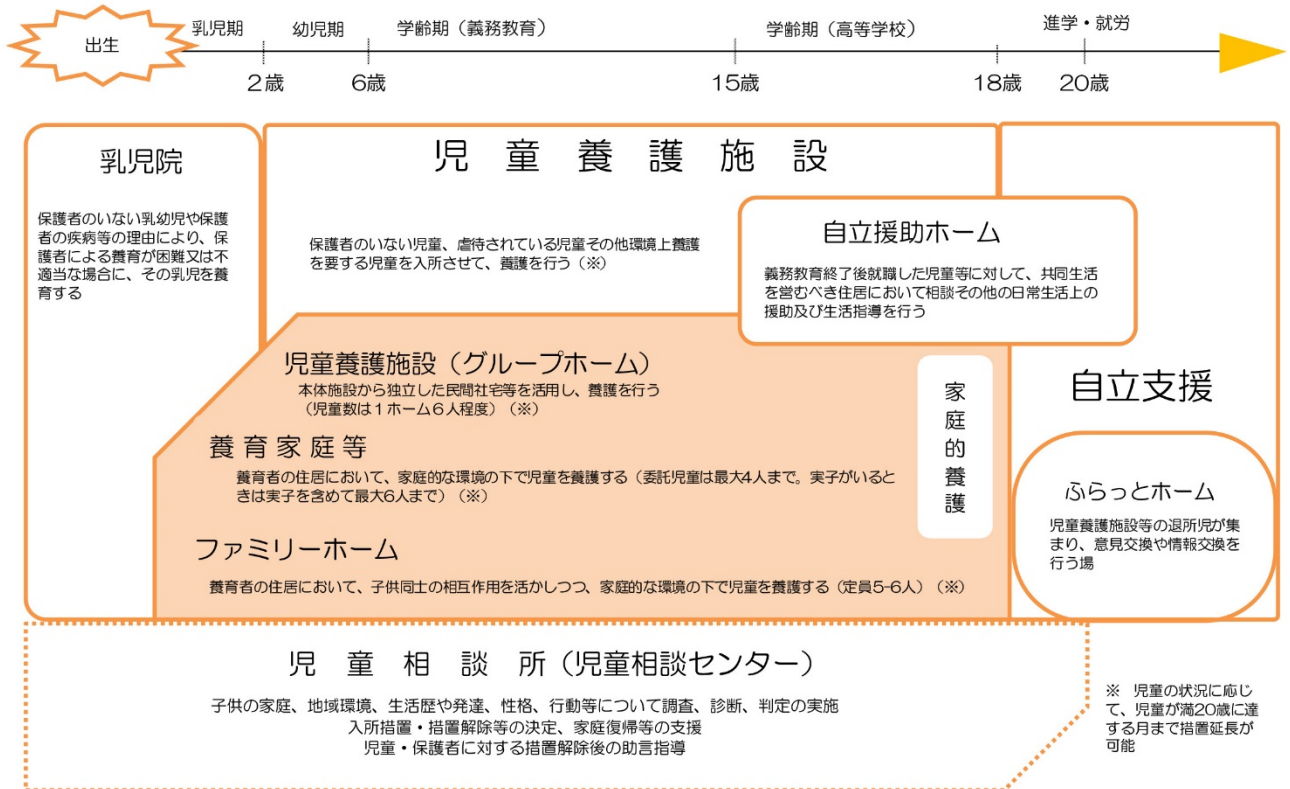 出生
乳児期
幼児期
学齢期（義務教育）
学齢期（高等学校）
進学・就労
2歳
6歳
15歳
18歳
20歳
乳児院
保護者のいない乳幼児や保護
者の疾病等の理由により、保
護者による養育が困難又は不
適当な場合に、その乳児を養
育する
児童養護施設
保護者のいない児童、虐待されている児童その他環境上養護
を要する児童を入所させて、養護を行う（※）
自立援助ホーム
義務教育終了後就職した児童等に対して、共同生活
を営むべき住居において相談その他の日常生活上の
援助及び生活指導を行う
児童養護施設（グループホーム）
本体施設から独立した民間社宅等を活用し、養護を行う
（児童数は１ホーム６人程度）（※）
養育家庭等
養育者の住居において、家庭的な環境の下で児童を養護する（委託児童は最大4人まで。実子がいると
きは実子を含めて最大6人まで）（※）
ファミリーホーム
養育者の住居において、子供同士の相互作用を活かしつつ、家庭的な環境の下で児童を養護する（定員5-6人）（※）
家庭的養護
自立支援
ふらっとホーム
児童養護施設等の退所児が集
まり、意見交換や情報交換を
行う場
児童相談所（児童相談センター）
子供の家庭、地域環境、生活歴や発達、性格、行動等について調査、診断、判定の実施
入所措置・措置解除等の決定、家庭復帰等の支援
児童・保護者に対する措置解除後の助言指導
※　児童の状況に応じ
て、児童が満20歳に達
する月まで措置延長が
可能